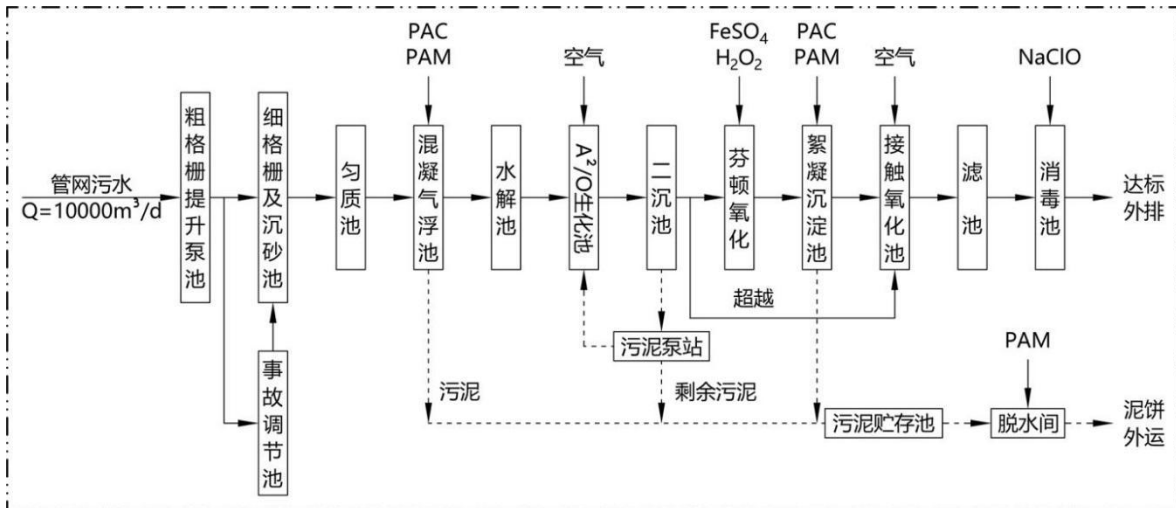 PAC
PAM
空气
FeSO₄
H₂O₂
PAC
PAM
空气
NaClO
管网污水
Q=10000m³/d
粗格栅提升泵池
细格栅及沉砂池
匀质池
混凝气浮池
水解池
A²/O生化池
二沉池
芬顿氧化
絮凝沉淀池
接触氧化池
滤池
消毒池
达标
外排
超越
污泥泵站
事故调节池
污泥
剩余污泥
PAM
污泥贮存池
脱水间
泥饼
外运